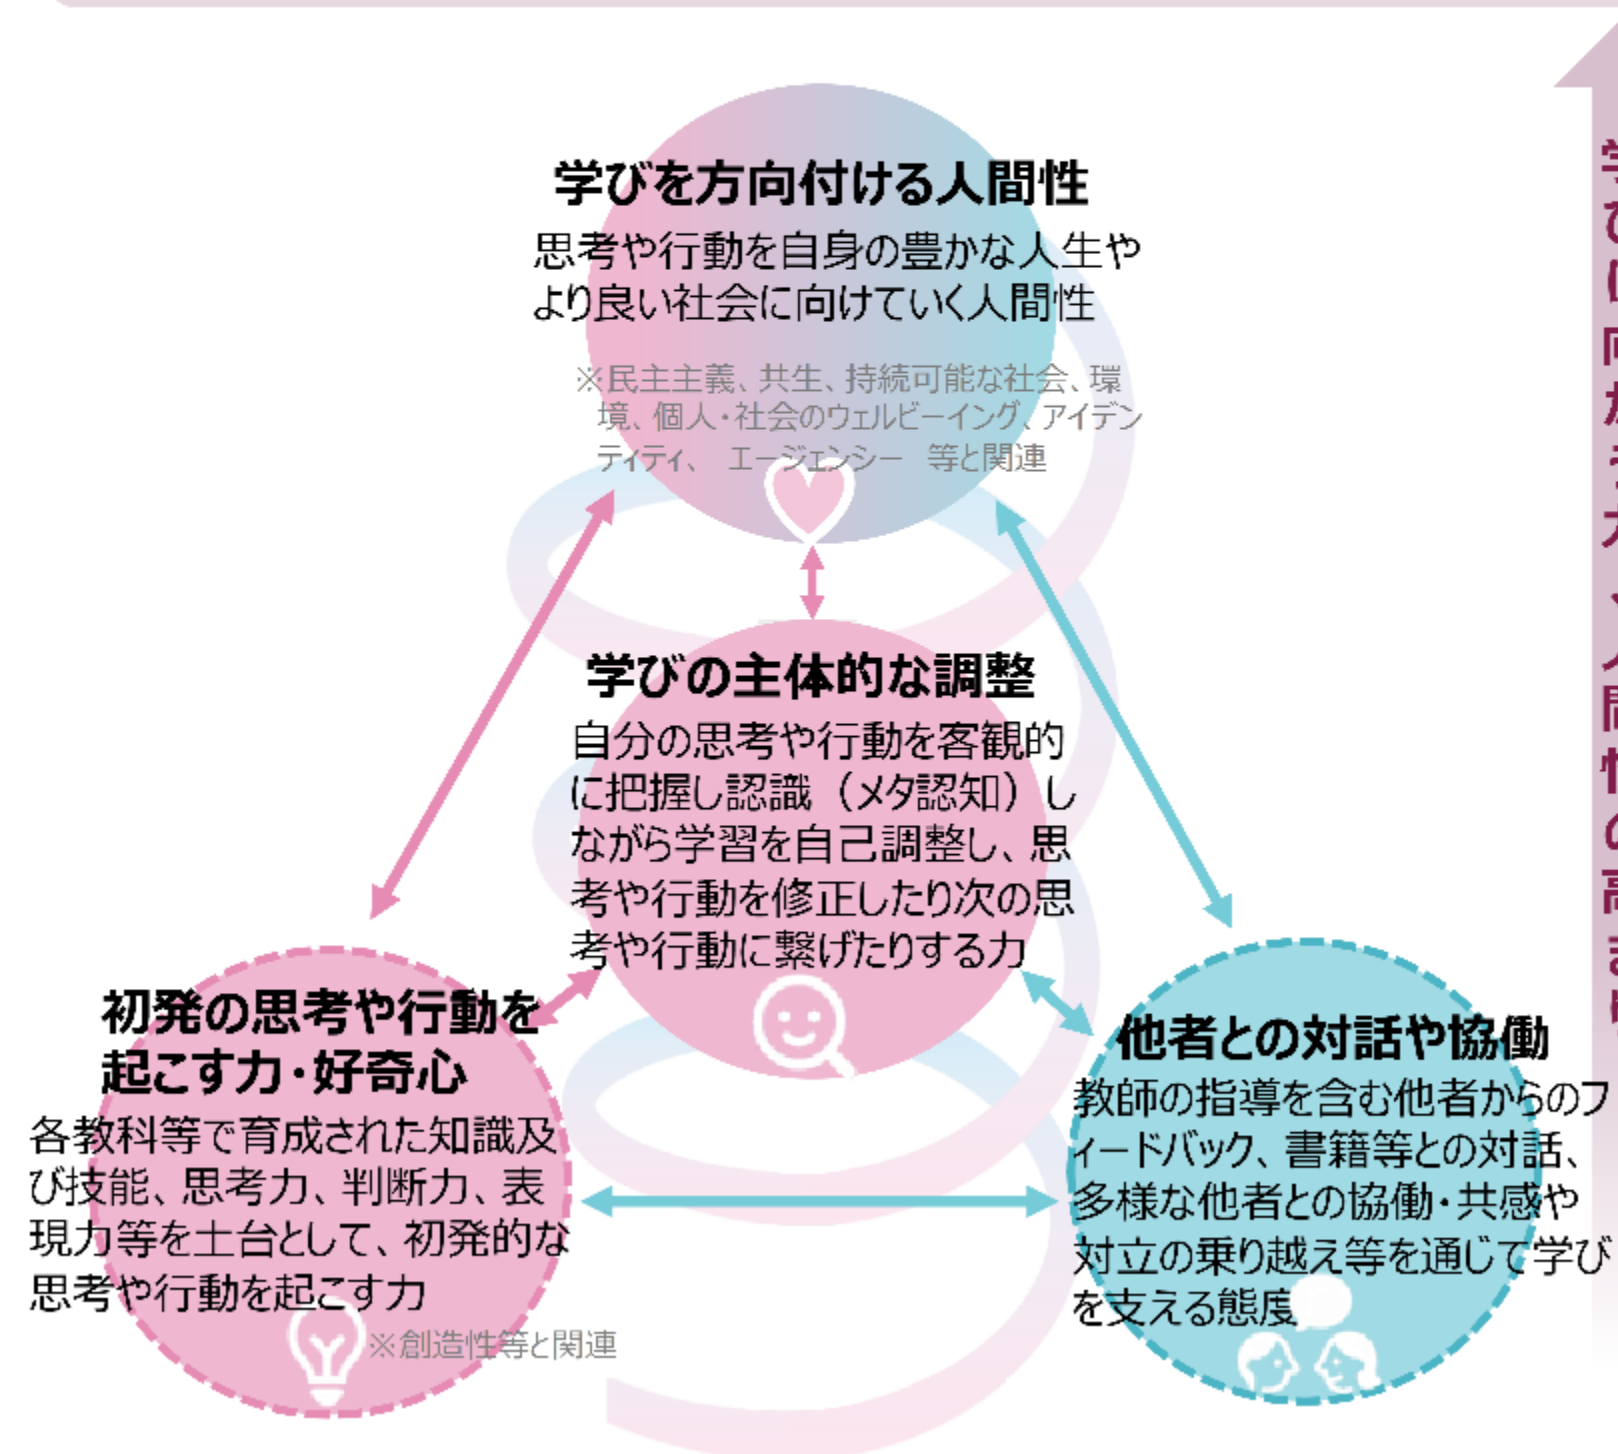 学びを方向付ける人間性
思考や行動を自身の豊かな人生や
より良い社会に向けていく人間性
※民主主義、共生、持続可能な社会、環
境、個人・社会のウェルビーイング、アイデン
ティティ、 エージェンシー 等と関連
学びの主体的な調整
自分の思考や行動を客観的
に把握し認識（メタ認知）し
ながら学習を自己調整し、思
考や行動を修正したり次の思
考や行動に繋げたりする力
初発の思考や行動を
起こす力・好奇心
各教科等で育成された知識及
び技能、思考力、判断力、表
現力等を土台として、初発的な
思考や行動を起こす力
※創造性等と関連
他者との対話や協働
教師の指導を含む他者からのフ
ィードバック、書籍等との対話、
多様な他者との協働・共感や
対立の乗り越え等を通じて学び
を支える態度